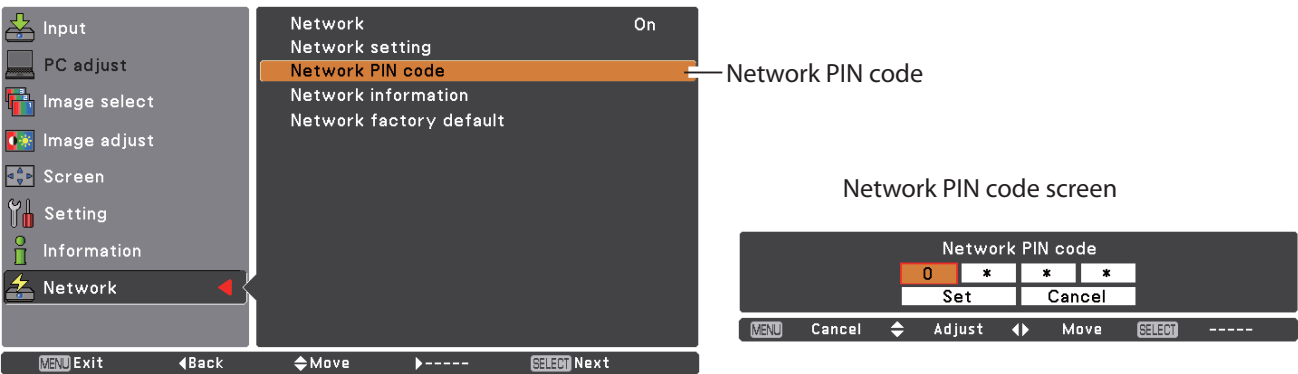 Input
PC adjust
Image select
Image adjust
Screen
Setting
Information
Network
Network On
Network setting
Network PIN code
Network information
Network factory default
MENU Exit Back Move ----- SELECT Next
Network PIN code
Network PIN code screen
Network PIN code
0 * * *
Set Cancel
MENU Cancel Adjust Move SELECT -----